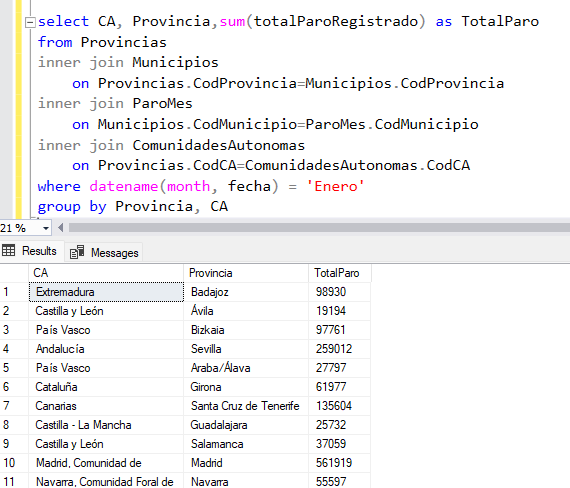 select CA, Provincia,sum(totalParoRegistrado) as TotalParo
from Provincias
inner join Municipios
on Provincias.CodProvincia=Municipios.CodProvincia
inner join ParoMes
on Municipios.CodMunicipio=ParoMes.CodMunicipio
inner join ComunidadesAutonomas
on Provincias.CodCA=ComunidadesAutonomas.CodCA
where datename(month, fecha) = 'Enero'
group by Provincia, CA
21 %
Results Messages
CA Provincia TotalParo
1 Extremadura Badajoz 98930
2 Castilla y León Ávila 19194
3 País Vasco Bizkaia 97761
4 Andalucía Sevilla 259012
5 País Vasco Araba/Álava 27797
6 Cataluña Girona 61977
7 Canarias Santa Cruz de Tenerife 135604
8 Castilla - La Mancha Guadalajara 25732
9 Castilla y León Salamanca 37059
10 Madrid, Comunidad de Madrid 561919
11 Navarra, Comunidad Foral de Navarra 55597